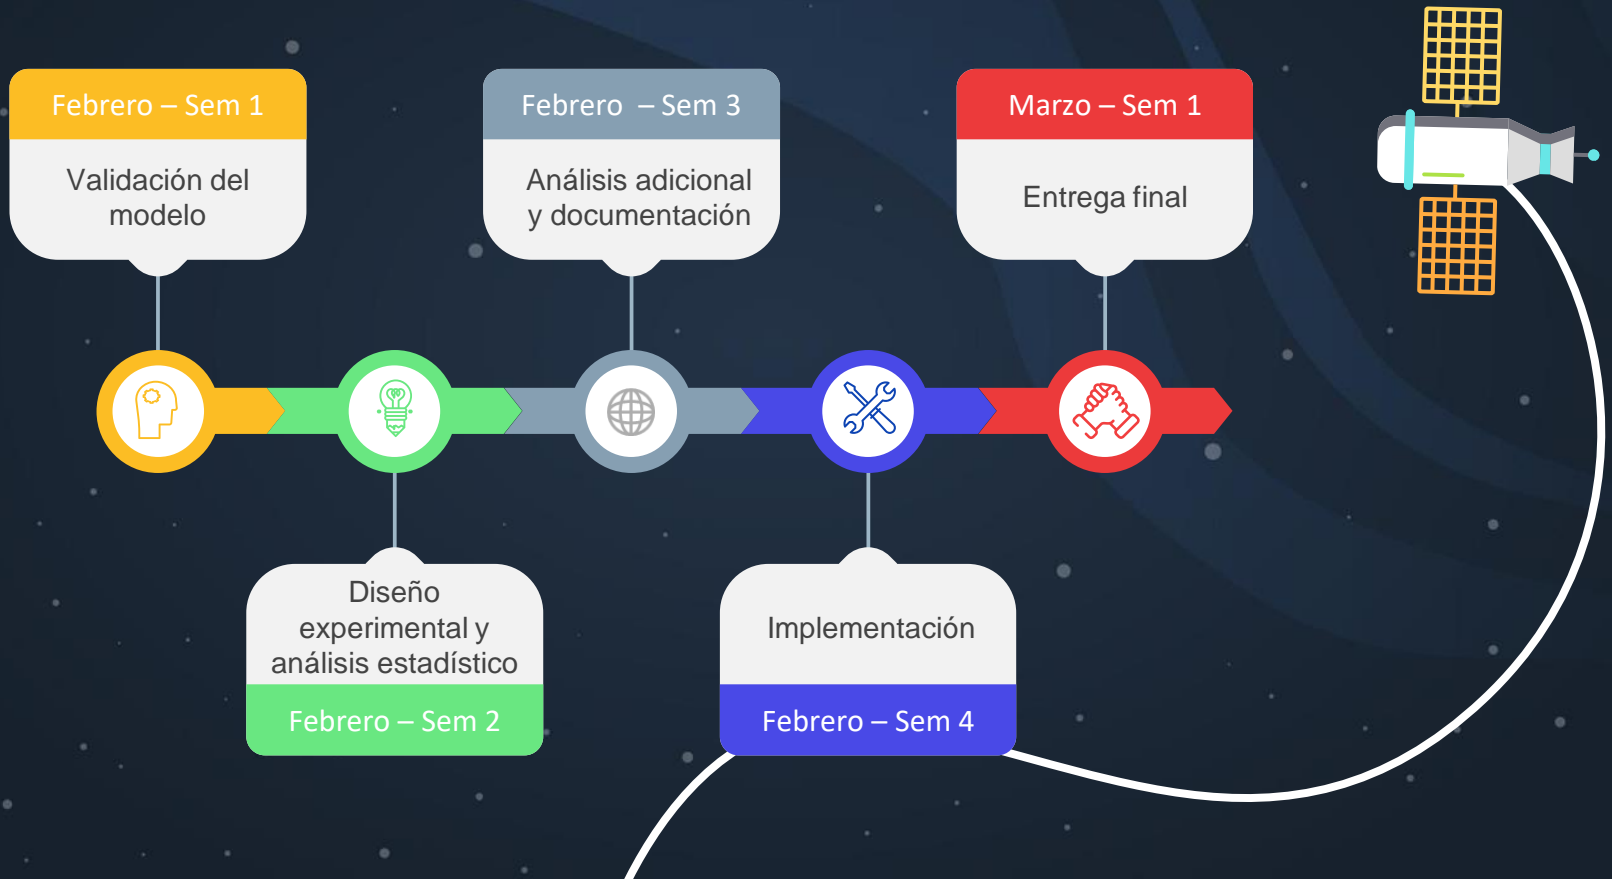 Febrero – Sem 1
Validación del
modelo
Diseño
experimental y
análisis estadístico
Febrero – Sem 2
Febrero – Sem 3
Análisis adicional
y documentación
Implementación
Febrero – Sem 4
Marzo – Sem 1
Entrega final